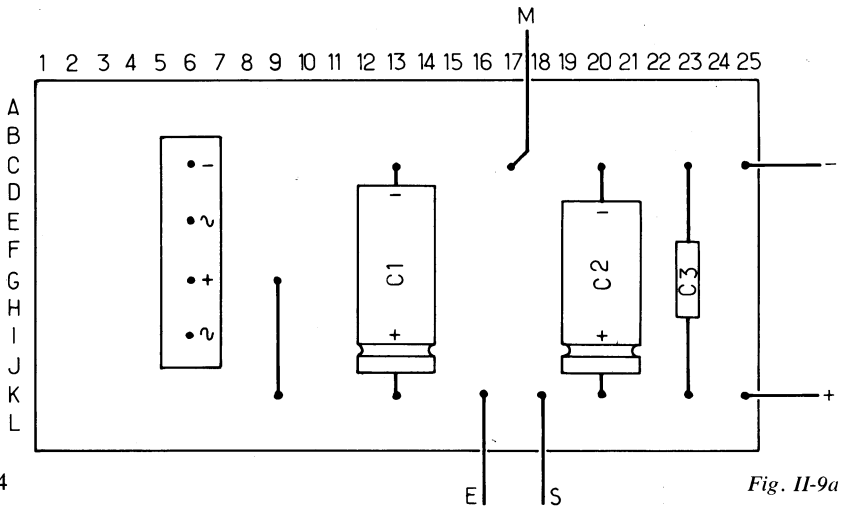 M
1 2 3 4 5 6 7 8 9 10 11 12 13 14 15 16 17 18 19 20 21 22 23 24 25
A
B
C - - - -
D
E ~
F
G + C1 C2 C3
H
I ~ + +
J
K +
L
4 E S Fig. II-9a